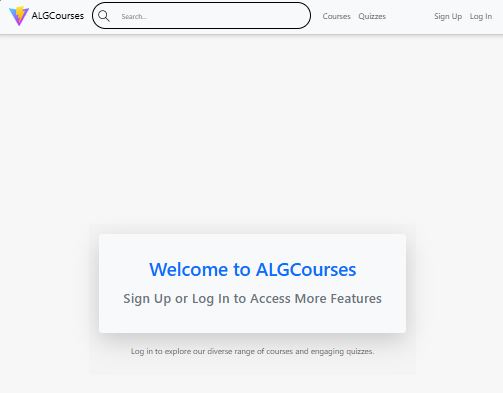 ALGCourses
Search...
Courses Quizzes
Sign Up Log In
Welcome to ALGCourses
Sign Up or Log In to Access More Features
Log in to explore our diverse range of courses and engaging quizzes.